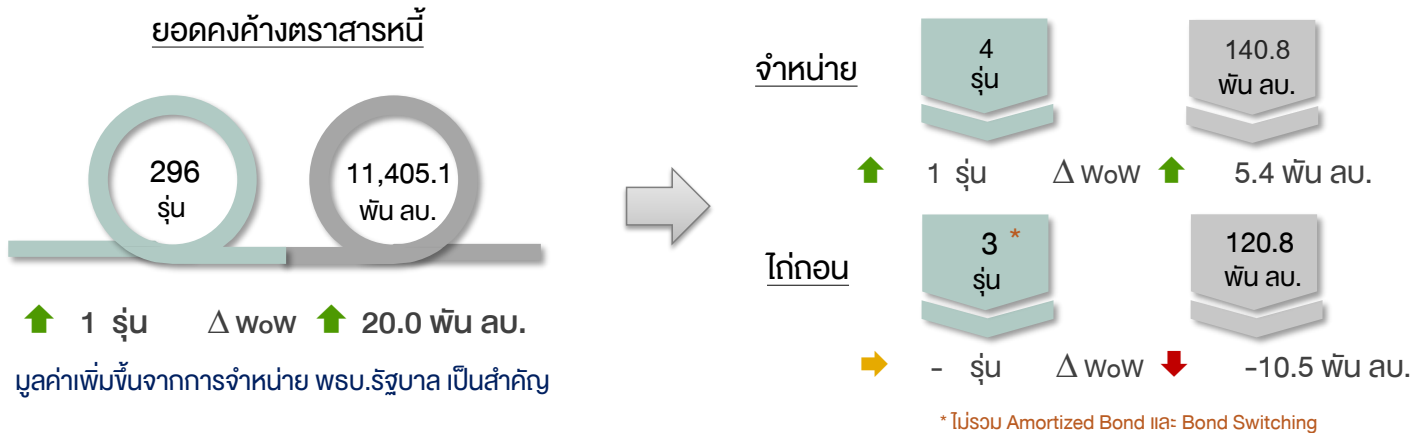 ยอดคงค้างตราสารหนี้
296
รุ่น
11,405.1
พัน ลบ.
1 รุ่น Δ WoW 20.0 พัน ลบ.
มูลค่าเพิ่มขึ้นจากการจำหน่าย พธบ.รัฐบาล เป็นสำคัญ
จำหน่าย
4
รุ่น
140.8
พัน ลบ.
1 รุ่น Δ WoW 5.4 พัน ลบ.
ไถ่ถอน
3 *
รุ่น
120.8
พัน ลบ.
- รุ่น Δ WoW -10.5 พัน ลบ.
* ไม่รวม Amortized Bond และ Bond Switching